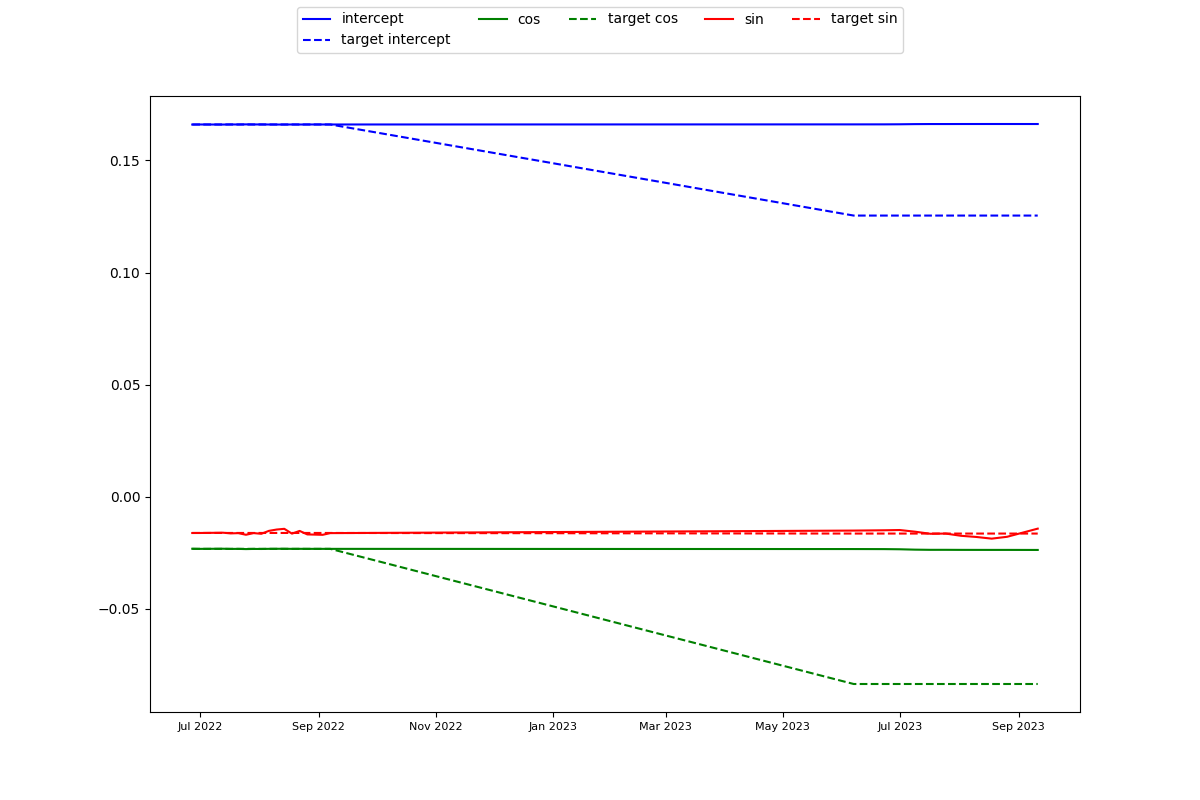 intercept cos target cos sin target sin
target intercept
0.15
0.10
0.05
0.00
−0.05
Jul 2022 Sep 2022 Nov 2022 Jan 2023 Mar 2023 May 2023 Jul 2023 Sep 2023